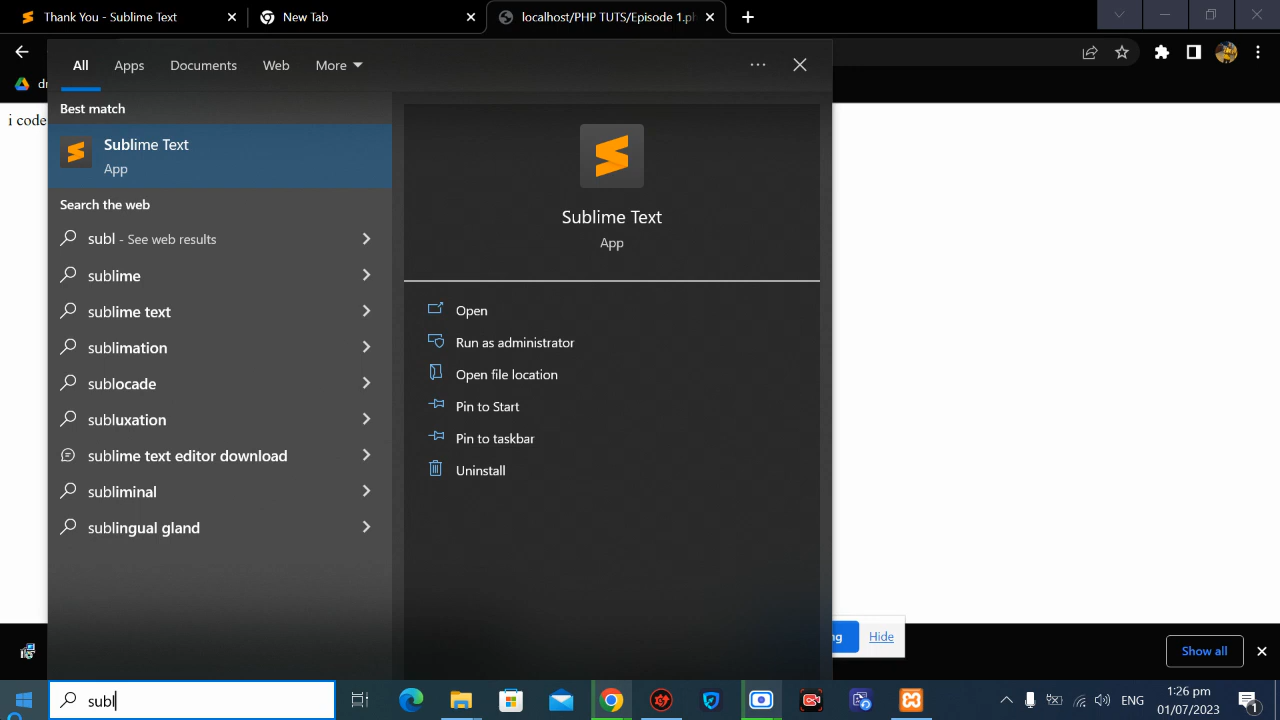 Thank You - Sublime Text
New Tab
localhost/PHP TUTS/Episode 1.ph
All
Apps
Documents
Web
More
i code
Best match
Sublime Text
App
Search the web
subl - See web results
sublime
sublime text
sublimation
sublocade
subluxation
sublime text editor download
subliminal
sublingual gland
Sublime Text
App
Open
Run as administrator
Open file location
Pin to Start
Pin to taskbar
Uninstall
Hide
Show all
subl
ENG
1:26 pm
01/07/2023
1